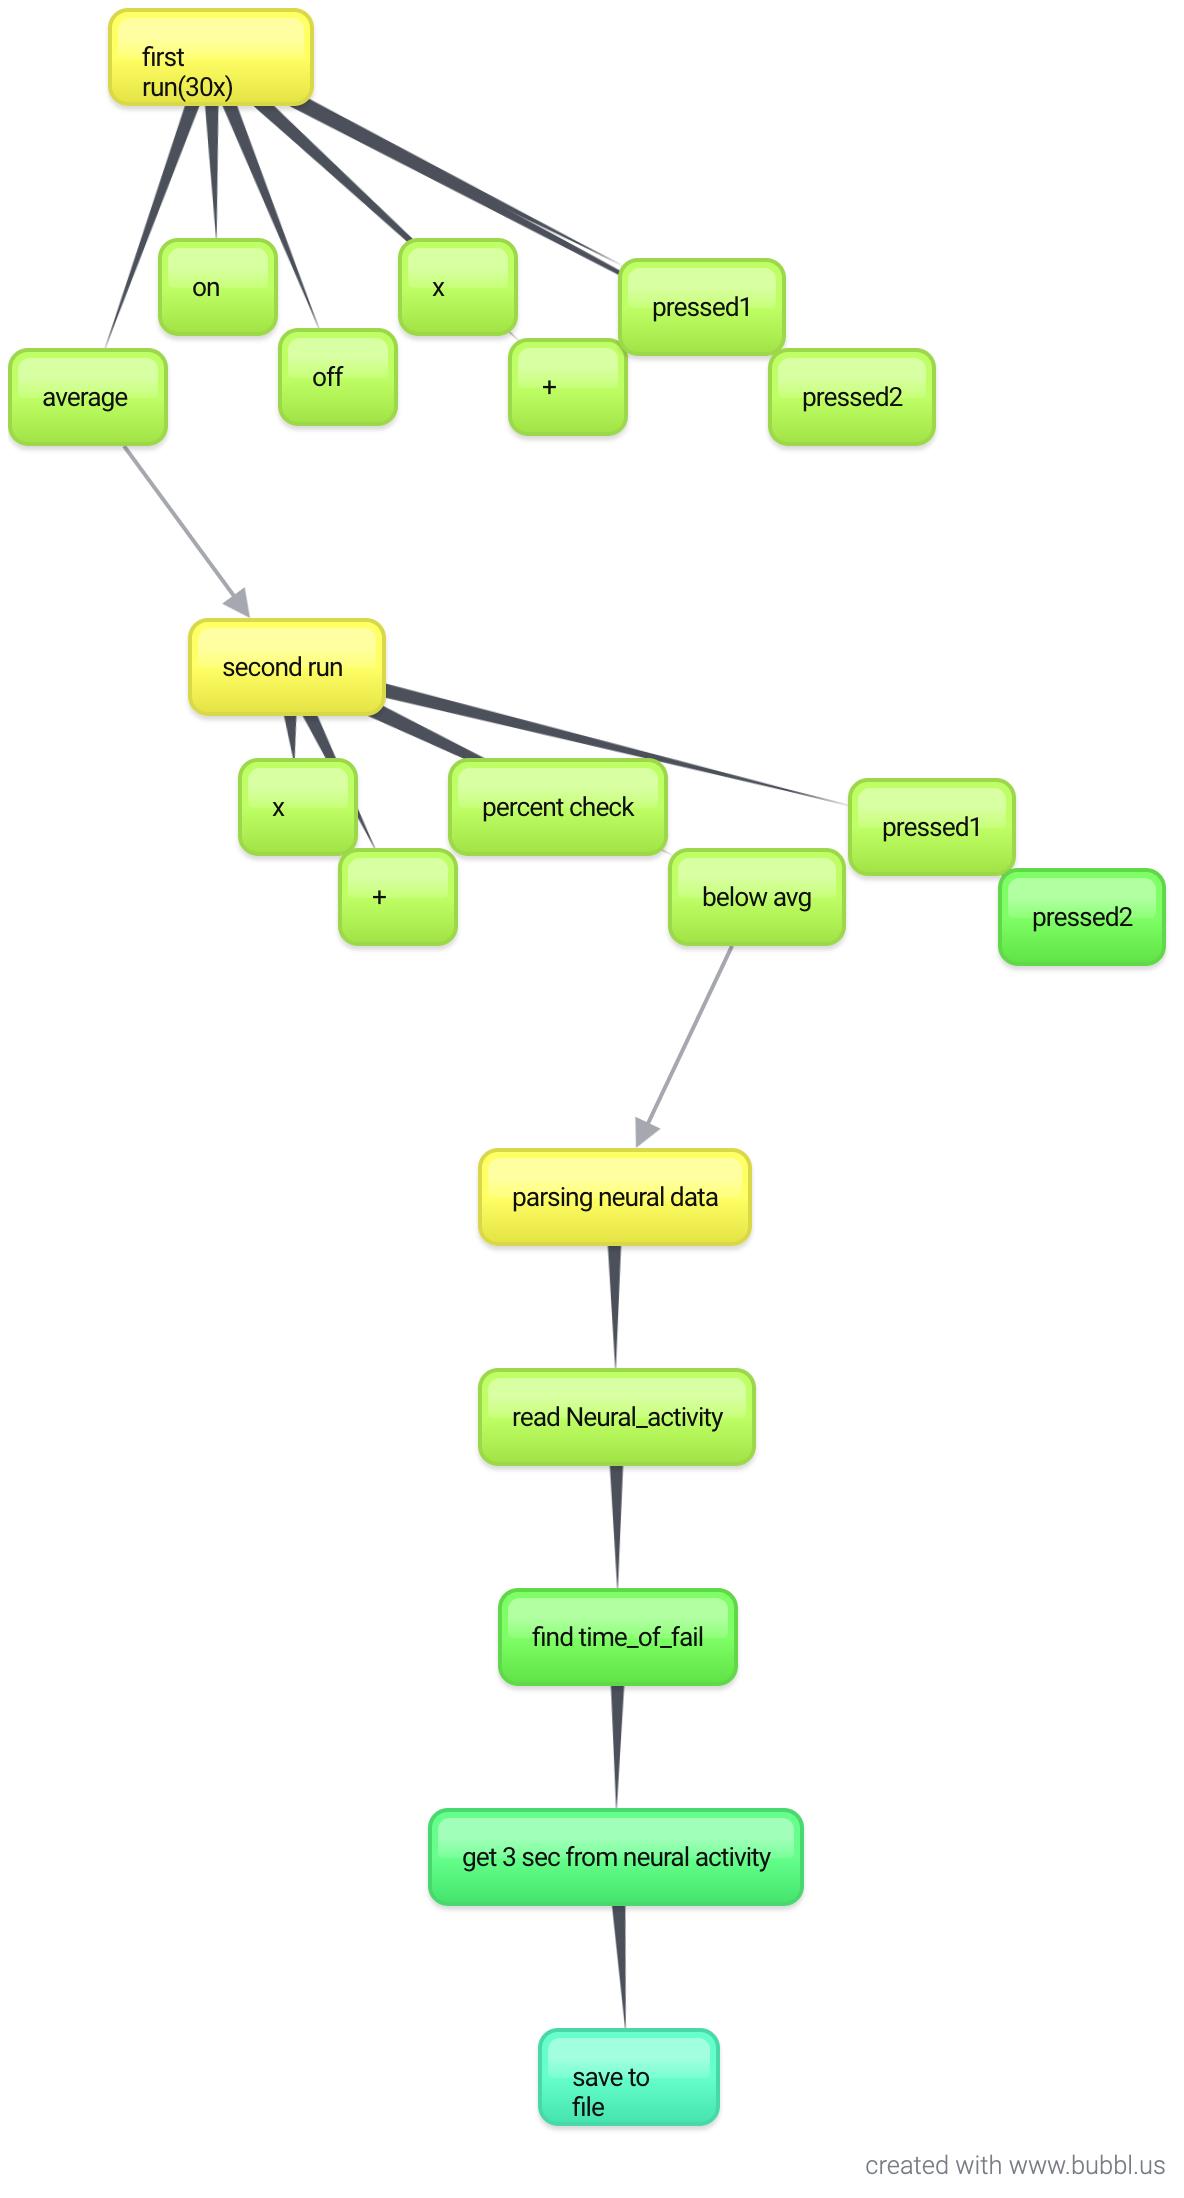 first
run(30x)
on
x
pressed1
off
+
average
pressed2
second run
x
percent check
pressed1
+
below avg
pressed2
parsing neural data
read Neural_activity
find time_of_fail
get 3 sec from neural activity
save to
file
created with www.bubbl.us